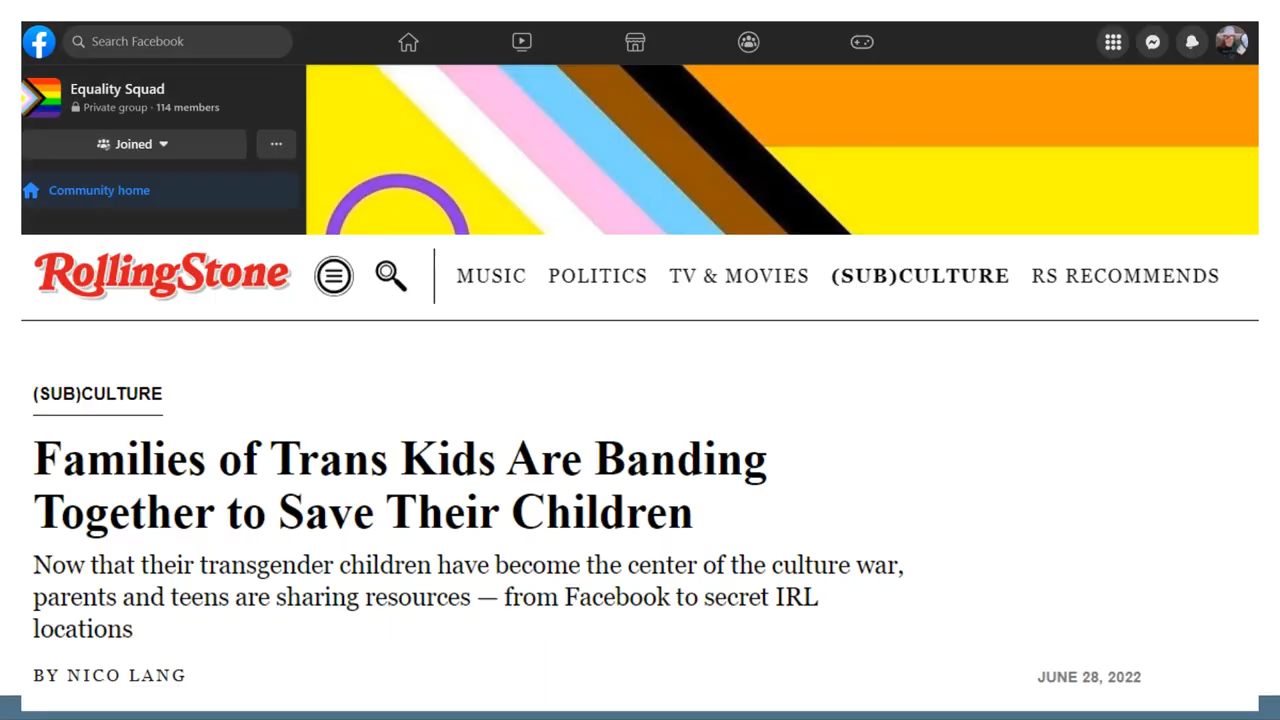 Search Facebook
Equality Squad
Private group · 114 members
Joined
Community home
RollingStone
MUSIC POLITICS TV & MOVIES (SUB)CULTURE RS RECOMMENDS
(SUB)CULTURE
Families of Trans Kids Are Banding
Together to Save Their Children
Now that their transgender children have become the center of the culture war,
parents and teens are sharing resources — from Facebook to secret IRL
locations
BY NICO LANG
JUNE 28, 2022